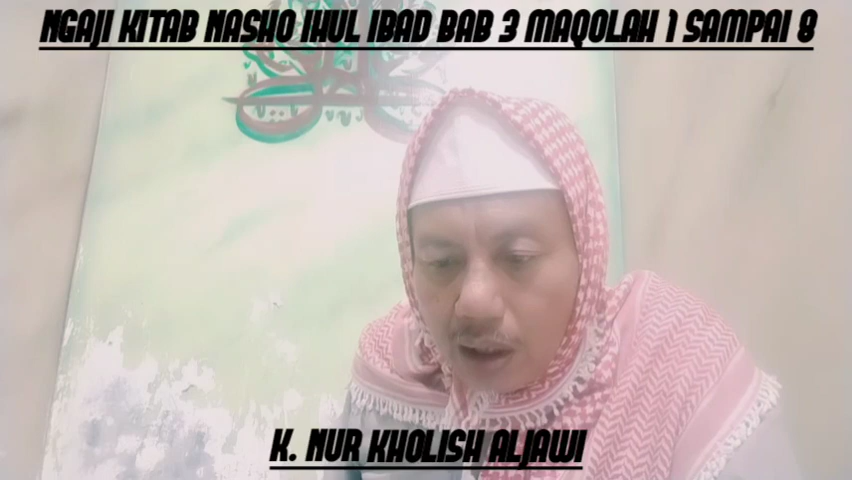 NGAJI KITAB NASHO IHUL IBAD BAB 3 MAQOLAH 1 SAMPAI 8
K. NUR KHOLISH ALJAWI